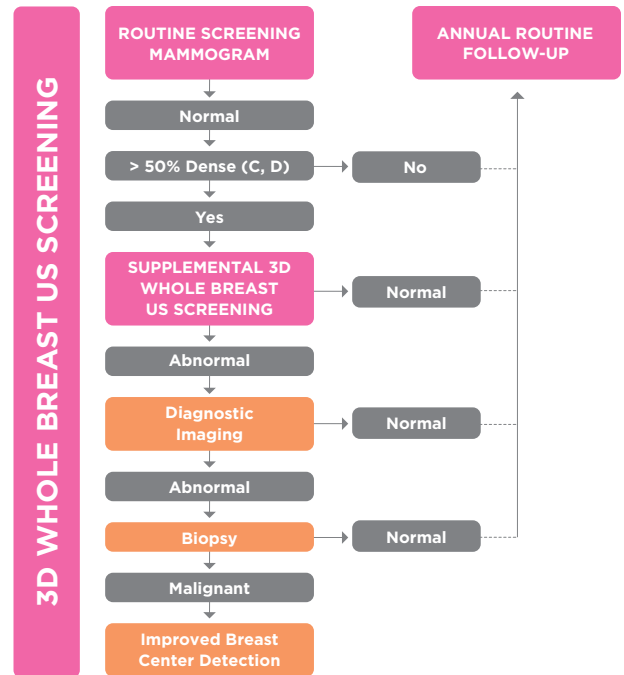 3D WHOLE BREAST US SCREENING
ROUTINE SCREENING
MAMMOGRAM
ANNUAL ROUTINE
FOLLOW-UP
Normal
> 50% Dense (C, D)
No
Yes
SUPPLEMENTAL 3D
WHOLE BREAST
US SCREENING
Normal
Abnormal
Diagnostic
Imaging
Normal
Abnormal
Biopsy
Normal
Malignant
Improved Breast
Center Detection